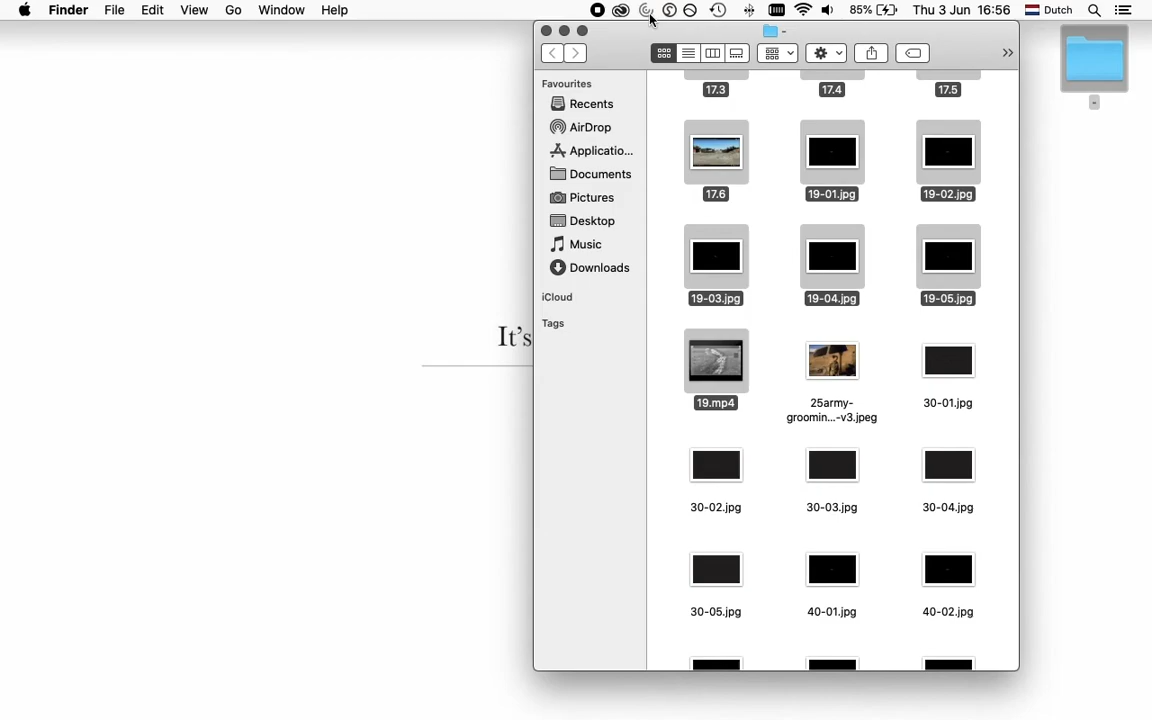 Finder File Edit View Go Window Help 85% Thu 3 Jun 16:56 Dutch
-
-
Favourites
Recents
AirDrop
Applicatio...
Documents
Pictures
Desktop
Music
Downloads
iCloud
Tags
It's
17.3 17.4 17.5
17.6 19-01.jpg 19-02.jpg
19-03.jpg 19-04.jpg 19-05.jpg
19.mp4 25army-groomin...-v3.jpeg 30-01.jpg
30-02.jpg 30-03.jpg 30-04.jpg
30-05.jpg 40-01.jpg 40-02.jpg